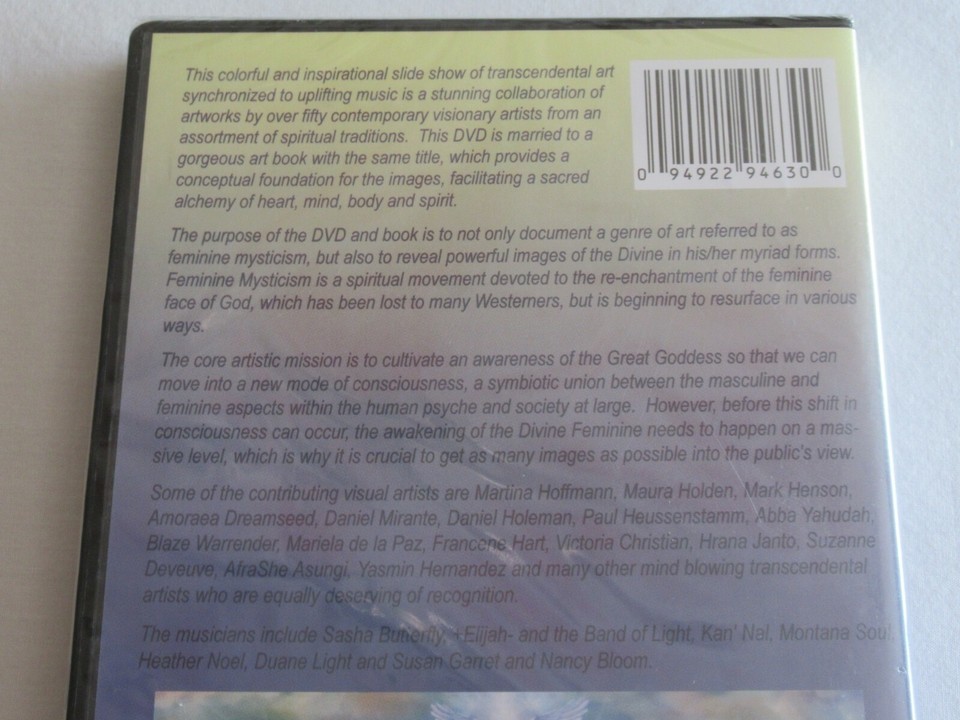 This colorful and inspirational slide show of transcendental art
synchronized to uplifting music is a stunning collaboration of
artworks by over fifty contemporary visionary artists from an
assortment of spiritual traditions. This DVD is married to a
gorgeous art book with the same title, which provides a
conceptual foundation for the images, facilitating a sacred
alchemy of heart, mind, body and spirit.
0 94922 94630 0
The purpose of the DVD and book is to not only document a genre of art referred to as
feminine mysticism, but also to reveal powerful images of the Divine in his/her myriad forms.
Feminine Mysticism is a spiritual movement devoted to the re-enchantment of the feminine
face of God, which has been lost to many Westerners, but is beginning to resurface in various
ways.
The core artistic mission is to cultivate an awareness of the Great Goddess so that we can
move into a new mode of consciousness, a symbiotic union between the masculine and
feminine aspects within the human psyche and society at large. However, before this shift in
consciousness can occur, the awakening of the Divine Feminine needs to happen on a mas-
sive level, which is why it is crucial to get as many images as possible into the public's view.
Some of the contributing visual artists are Martina Hoffmann, Maura Holden, Mark Henson,
Amoraea Dreamseed, Daniel Mirante, Daniel Holeman, Paul Heussenstamm, Abba Yahudah,
Blaze Warrender, Mariela de la Paz, Francene Hart, Victoria Christian, Hrana Janto, Suzanne
Deveuve, AfraShe Asungi, Yasmin Hernandez and many other mind blowing transcendental
artists who are equally deserving of recognition.
The musicians include Sasha Butterfly, +Elijah- and the Band of Light, Kan' Nal, Montana Soul,
Heather Noel, Duane Light and Susan Garret and Nancy Bloom.